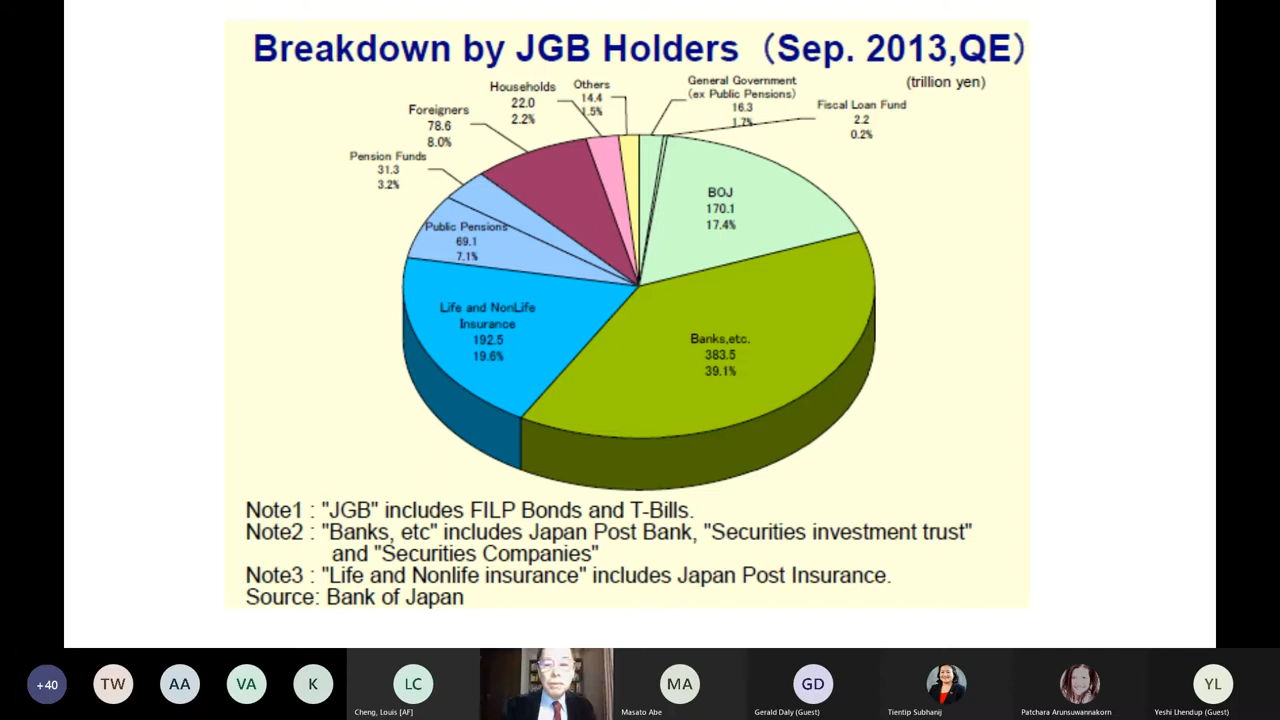 Breakdown by JGB Holders（Sep. 2013,QE）
(trillion yen)
General Government
(ex Public Pensions)
16.3
1.7%
Fiscal Loan Fund
2.2
0.2%
BOJ
170.1
17.4%
Banks,etc.
383.5
39.1%
Life and NonLife
Insurance
192.5
19.6%
Public Pensions
69.1
7.1%
Pension Funds
31.3
3.2%
Foreigners
78.6
8.0%
Households
22.0
2.2%
Others
14.4
1.5%
Note1 : "JGB" includes FILP Bonds and T-Bills.
Note2 : "Banks, etc" includes Japan Post Bank, "Securities investment trust"
and "Securities Companies"
Note3 : "Life and Nonlife insurance" includes Japan Post Insurance.
Source: Bank of Japan
+40
TW
AA
VA
K
LC
Cheng, Louis [AF]
MA
Masato Abe
GD
Gerald Daly (Guest)
Tientip Subhanij
Patchara Arunsuwannakorn
YL
Yeshi Lhendup (Guest)